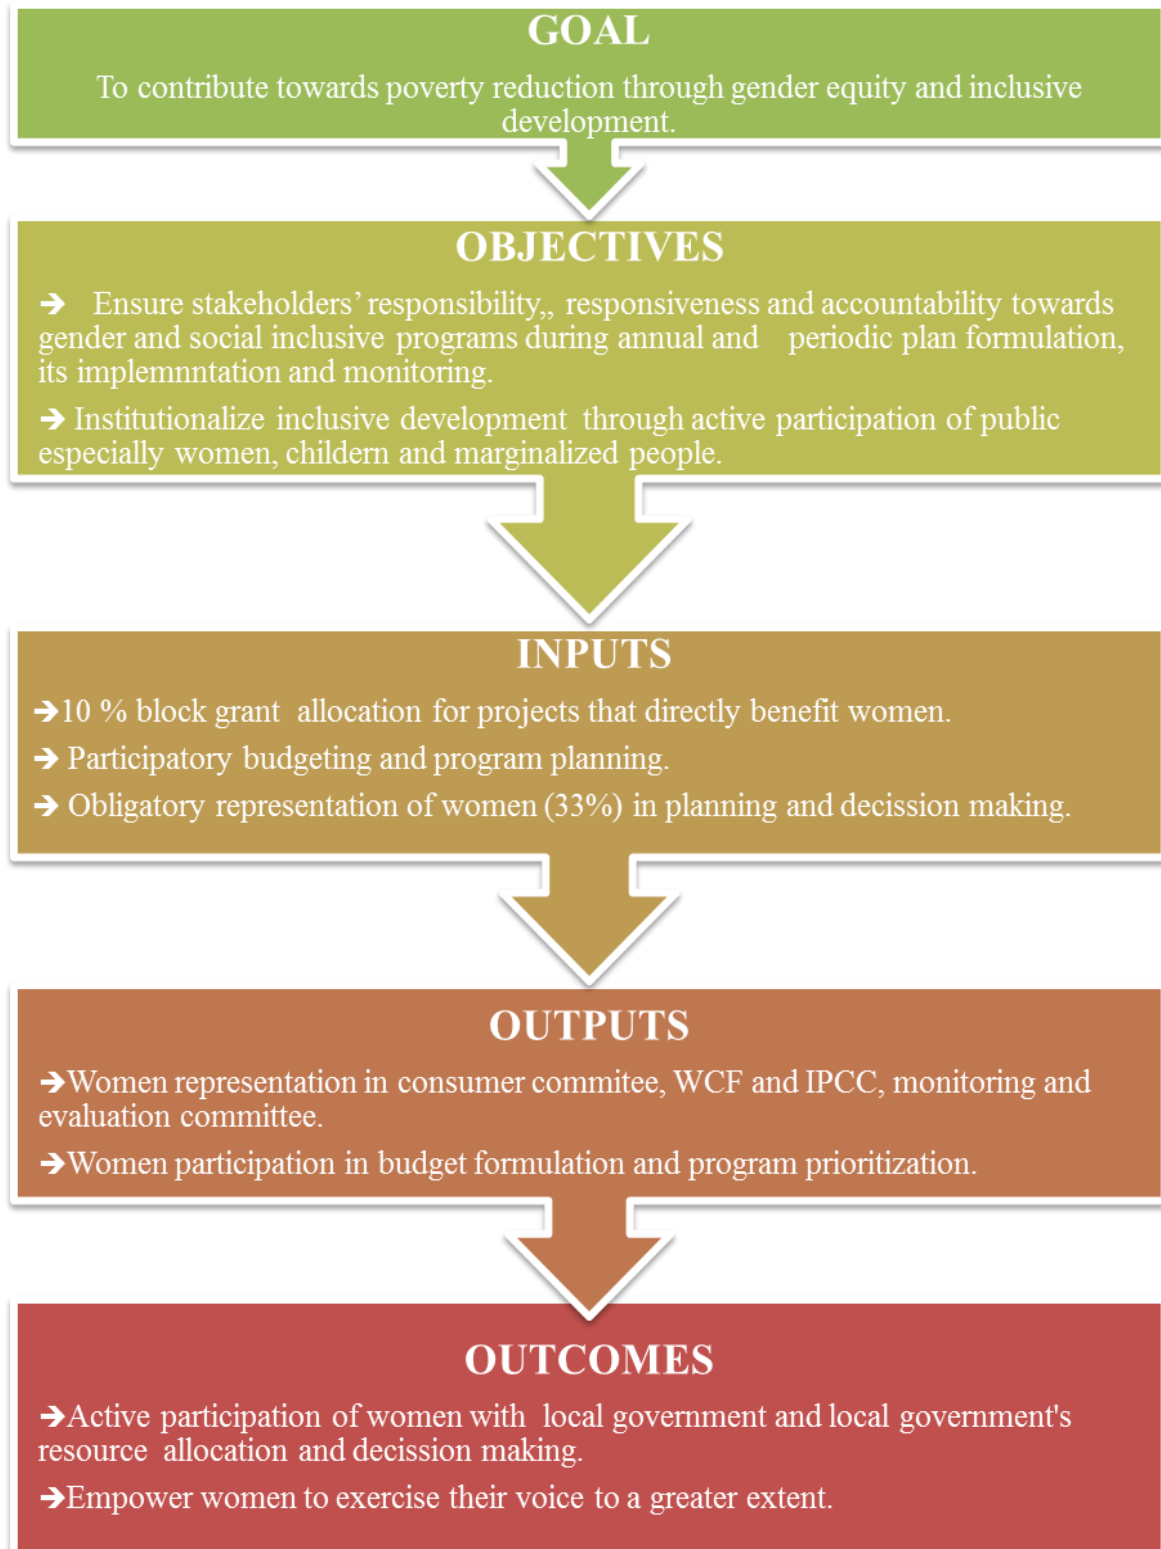 GOAL
To contribute towards poverty reduction through gender equity and inclusive
development.
OBJECTIVES
➔ Ensure stakeholders’ responsibility,, responsiveness and accountability towards
gender and social inclusive programs during annual and periodic plan formulation,
its implemnntation and monitoring.
➔ Institutionalize inclusive development through active participation of public
especially women, childern and marginalized people.
INPUTS
➔10 % block grant allocation for projects that directly benefit women.
➔ Participatory budgeting and program planning.
➔ Obligatory representation of women (33%) in planning and decission making.
OUTPUTS
➔Women representation in consumer commitee, WCF and IPCC, monitoring and
evaluation committee.
➔Women participation in budget formulation and program prioritization.
OUTCOMES
➔Active participation of women with local government and local government's
resource allocation and decission making.
➔Empower women to exercise their voice to a greater extent.